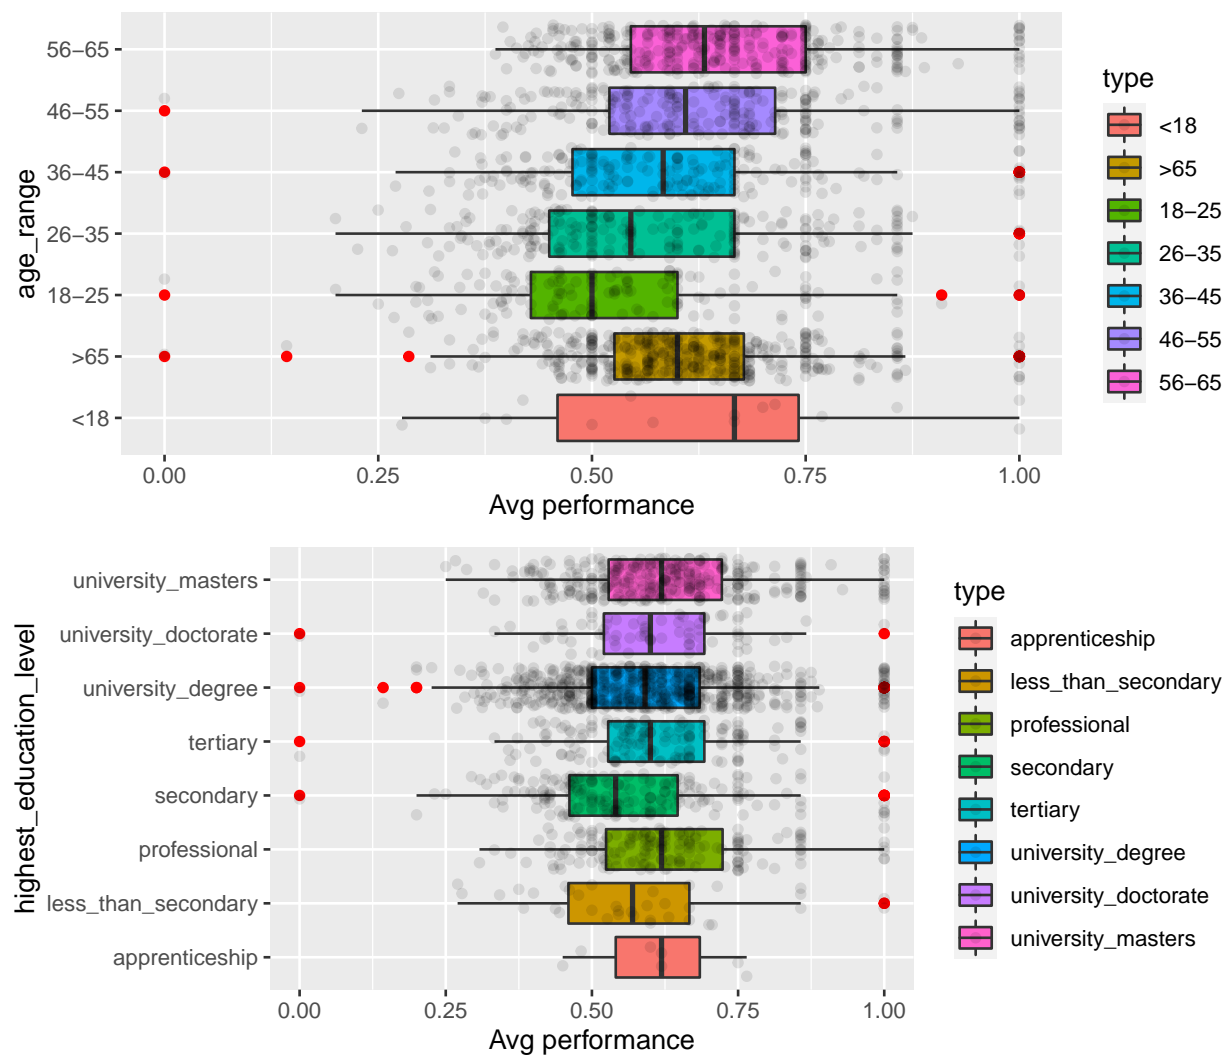 56−65
46−55
36−45
26−35
18−25
>65
<18
age_range
0.00 0.25 0.50 0.75 1.00
Avg performance
type
<18
>65
18−25
26−35
36−45
46−55
56−65
university_masters
university_doctorate
university_degree
tertiary
secondary
professional
less_than_secondary
apprenticeship
highest_education_level
0.00 0.25 0.50 0.75 1.00
Avg performance
type
apprenticeship
less_than_secondary
professional
secondary
tertiary
university_degree
university_doctorate
university_masters